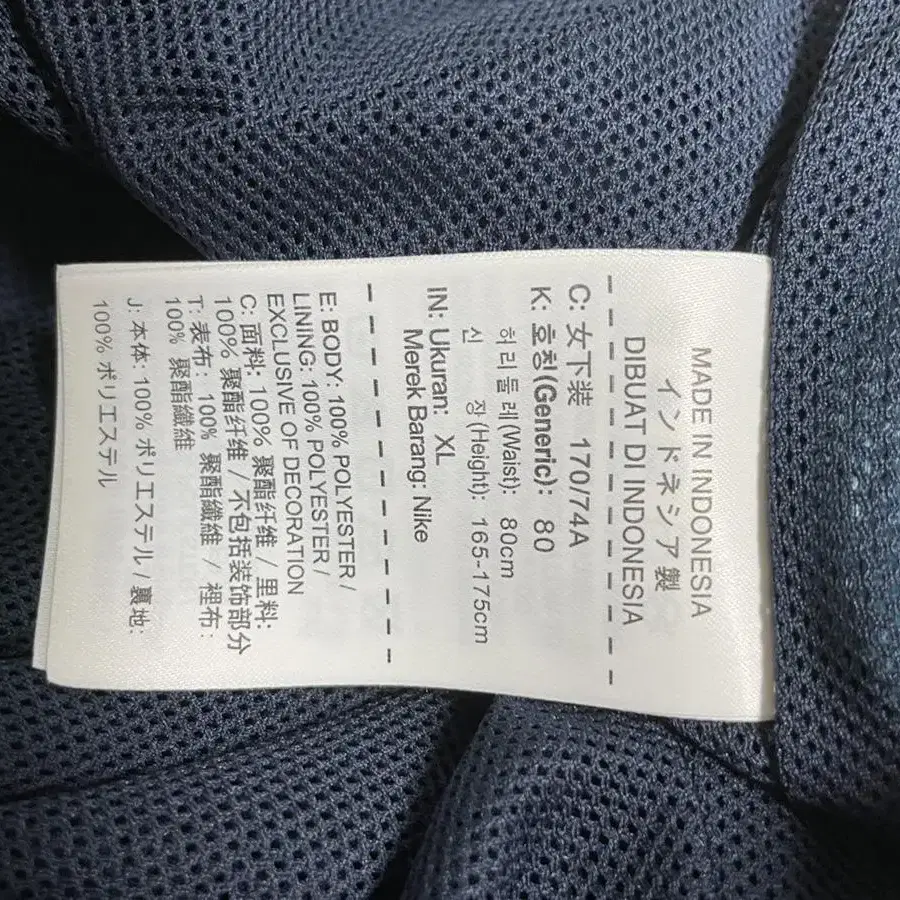 MADE IN INDONESIA
インドネシア製
DIBUAT DI INDONESIA
C: 女下装 170/74A
K: 호칭(Generic): 80
허리둘레(Waist): 80cm
신 장(Height): 165-175cm
IN: Ukuran: XL
Merek Barang: Nike
E: BODY: 100% POLYESTER /
LINING: 100% POLYESTER /
EXCLUSIVE OF DECORATION
C: 面料: 100% 聚酯纤维 / 里料:
100% 聚酯纤维 / 不包括装饰部分
T: 表布: 100% 聚酯纖維 / 裡布:
100% 聚酯纖維
J: 本体: 100% ポリエステル / 裏地:
100% ポリエステル